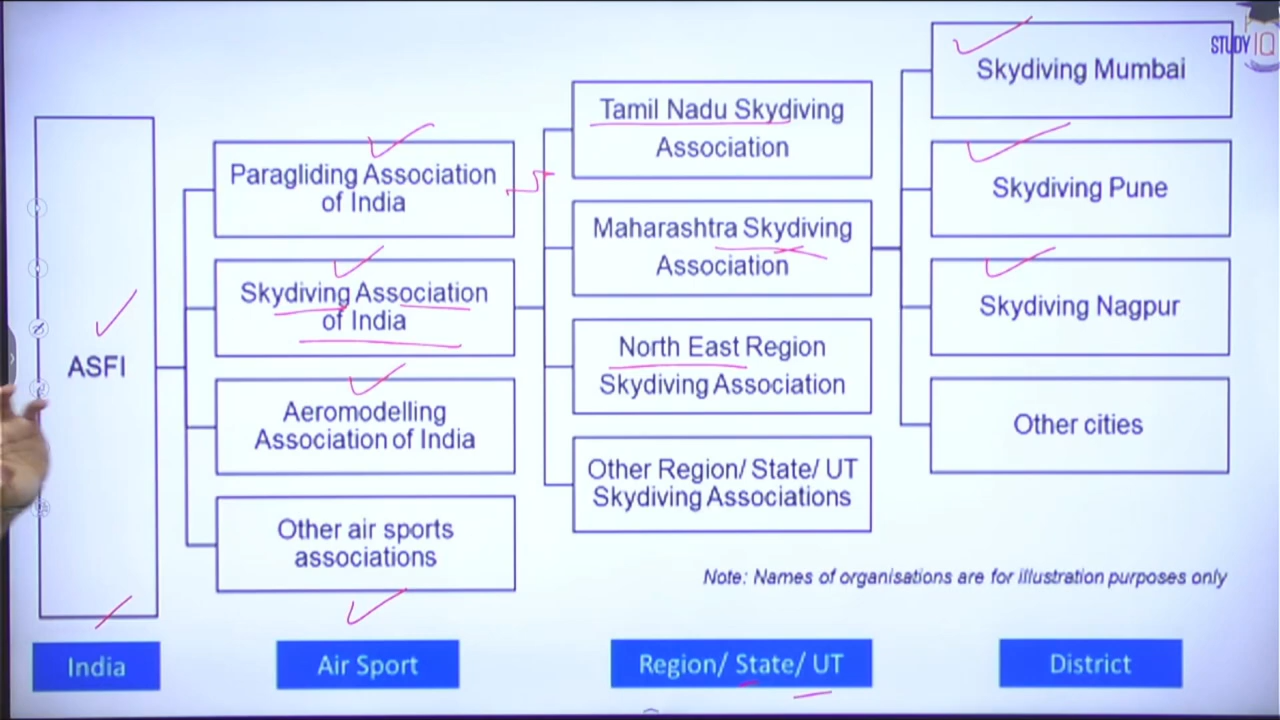 STUDY IQ
ASFI
Paragliding Association
of India
Skydiving Association
of India
Aeromodelling
Association of India
Other air sports
associations
Tamil Nadu Skydiving
Association
Maharashtra Skydiving
Association
North East Region
Skydiving Association
Other Region/ State/ UT
Skydiving Associations
Skydiving Mumbai
Skydiving Pune
Skydiving Nagpur
Other cities
Note: Names of organisations are for illustration purposes only
India
Air Sport
Region/ State/ UT
District